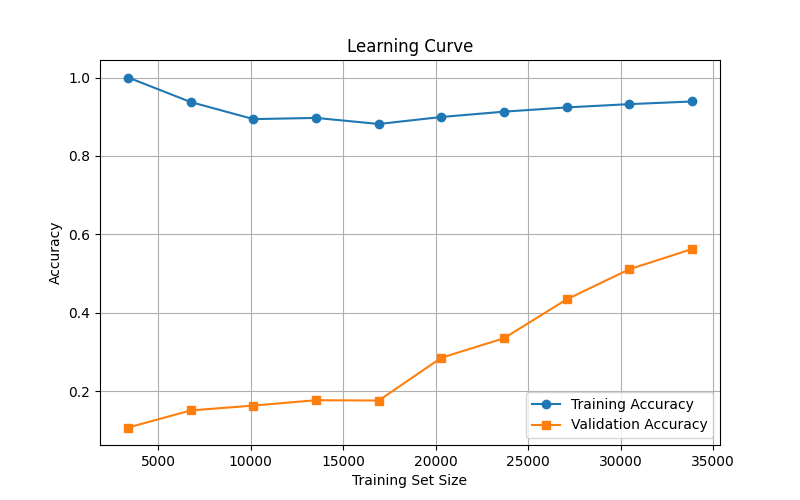 Learning Curve
1.0
0.8
0.6
0.4
0.2
Accuracy
Training Accuracy
Validation Accuracy
5000 10000 15000 20000 25000 30000 35000
Training Set Size